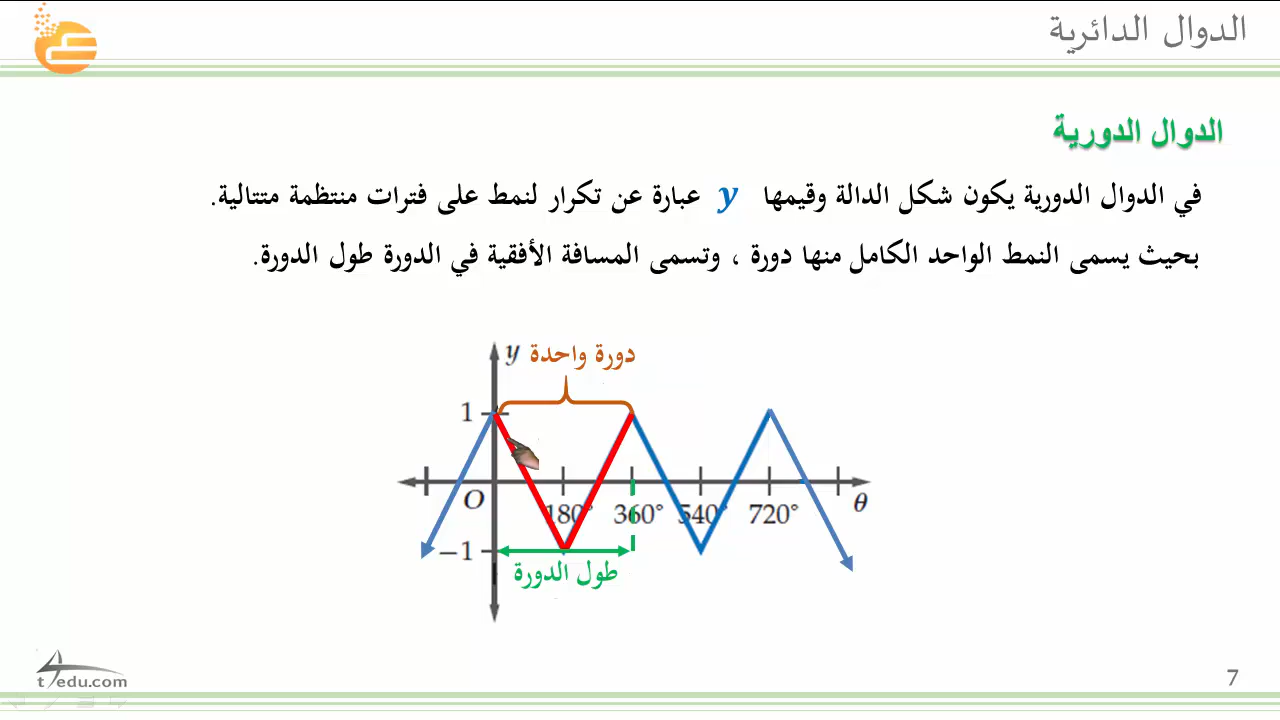 الدوال الدائرية
الدوال الدورية
في الدوال الدورية يكون شكل الدالة وقيمها y عبارة عن تكرار لنمط على فترات منتظمة متتالية.
بحيث يسمى النمط الواحد الكامل منها دورة ، وتسمى المسافة الأفقية في الدورة طول الدورة.
y
دورة واحدة
1
O
180°
360°
540°
720°
θ
−1
طول الدورة
t4edu.com
7